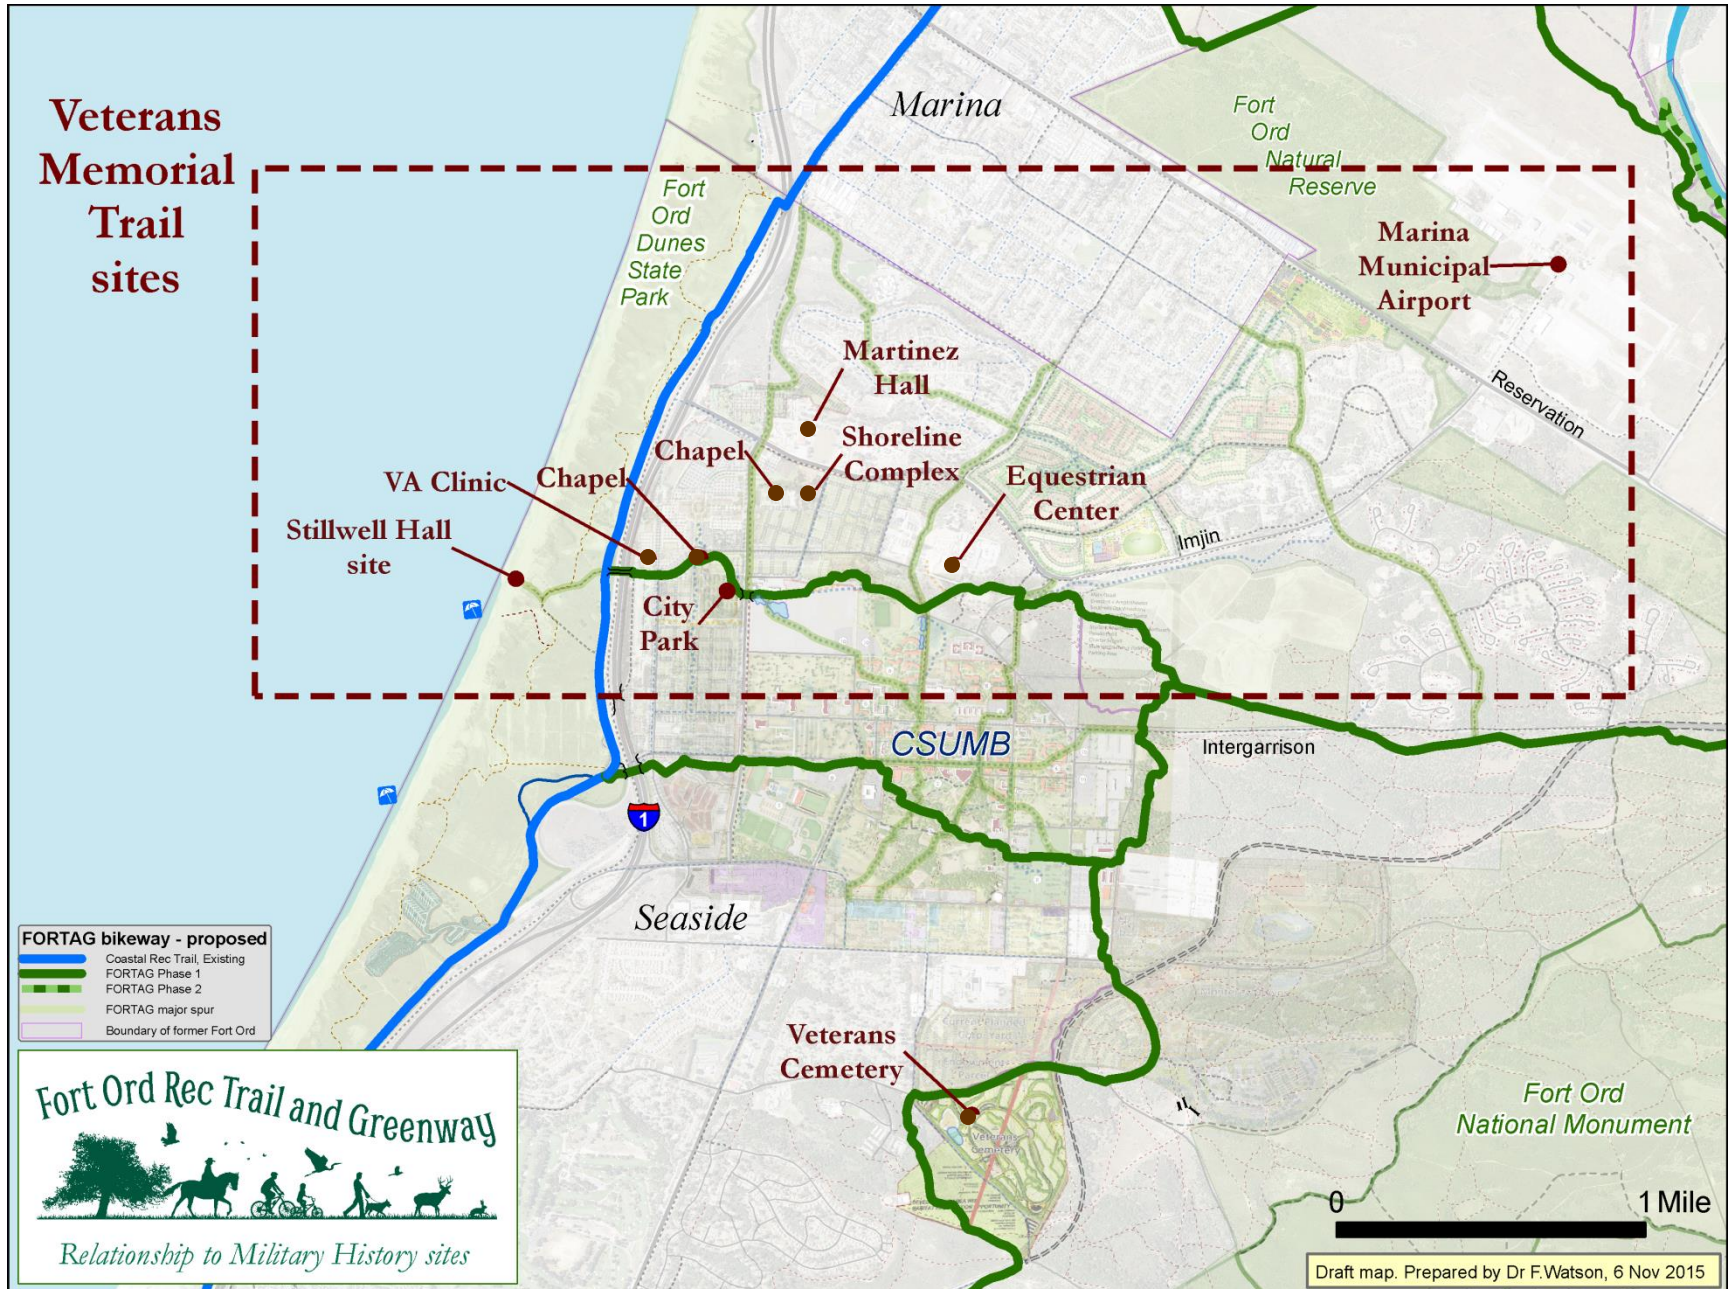 Veterans
Memorial
Trail
sites
Marina
Fort
Ord
Natural
Reserve
Fort
Ord
Dunes
State
Park
Marina
Municipal
Airport
Martinez
Hall
Reservation
Chapel
Shoreline
Complex
VA Clinic
Chapel
Equestrian
Center
Stillwell Hall
site
Imjin
City
Park
CSUMB
Intergarrison
1
Seaside
FORTAG bikeway - proposed
Coastal Rec Trail, Existing
FORTAG Phase 1
FORTAG Phase 2
FORTAG major spur
Boundary of former Fort Ord
Veterans
Cemetery
Veterans
Cemetery
Fort Ord Rec Trail and Greenway
Relationship to Military History sites
Fort Ord
National Monument
0 1 Mile
Draft map. Prepared by Dr F.Watson, 6 Nov 2015